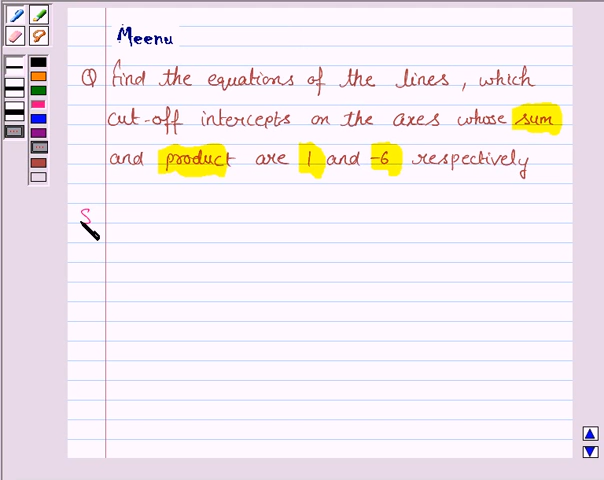 Meenu
Q Find the equations of the lines, which
cut-off intercepts on the axes whose sum
and product are 1 and -6 respectively
S